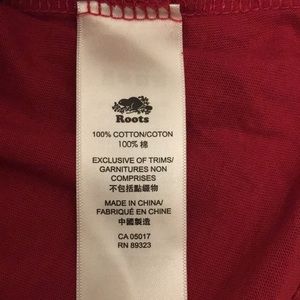 Roots
100% COTTON/COTON
100% 棉
EXCLUSIVE OF TRIMS/
GARNITURES NON
COMPRISES
不包括點綴物
MADE IN CHINA/
FABRIQUÉ EN CHINE
中國製造
CA 05017
RN 89323